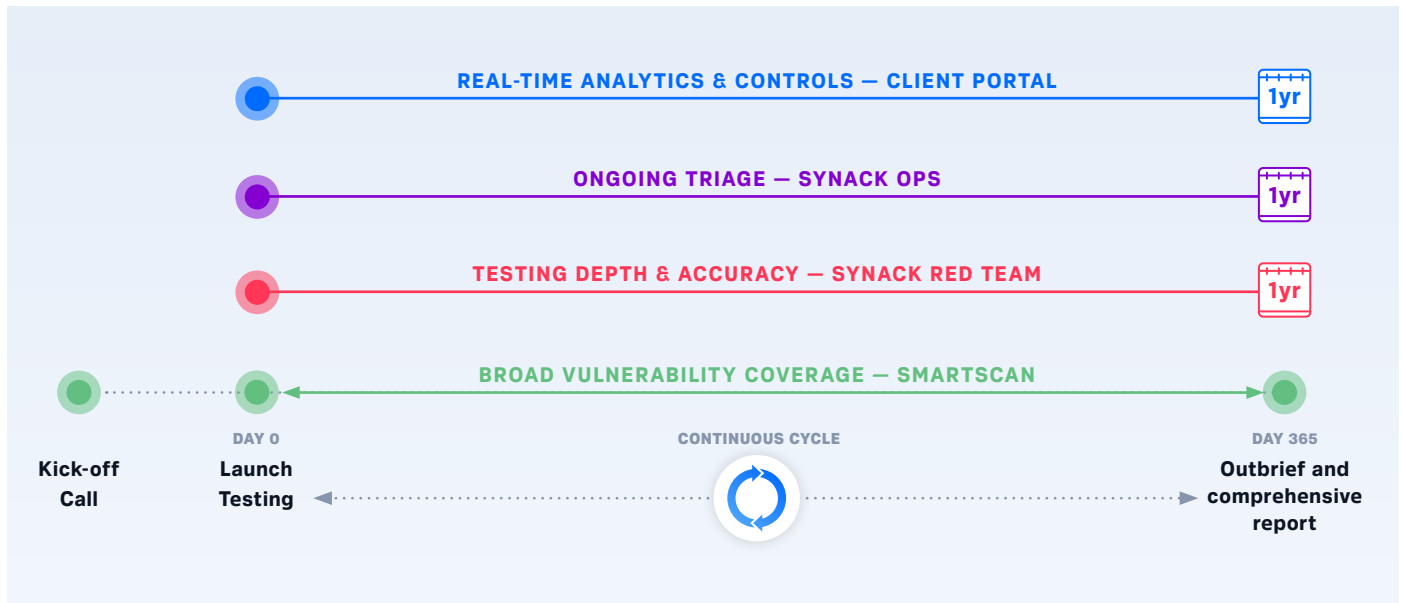 REAL-TIME ANALYTICS & CONTROLS — CLIENT PORTAL
1yr
ONGOING TRIAGE — SYNACK OPS
1yr
TESTING DEPTH & ACCURACY — SYNACK RED TEAM
1yr
BROAD VULNERABILITY COVERAGE — SMARTSCAN
Kick-off
Call
DAY 0
Launch
Testing
CONTINUOUS CYCLE
DAY 365
Outbrief and
comprehensive
report